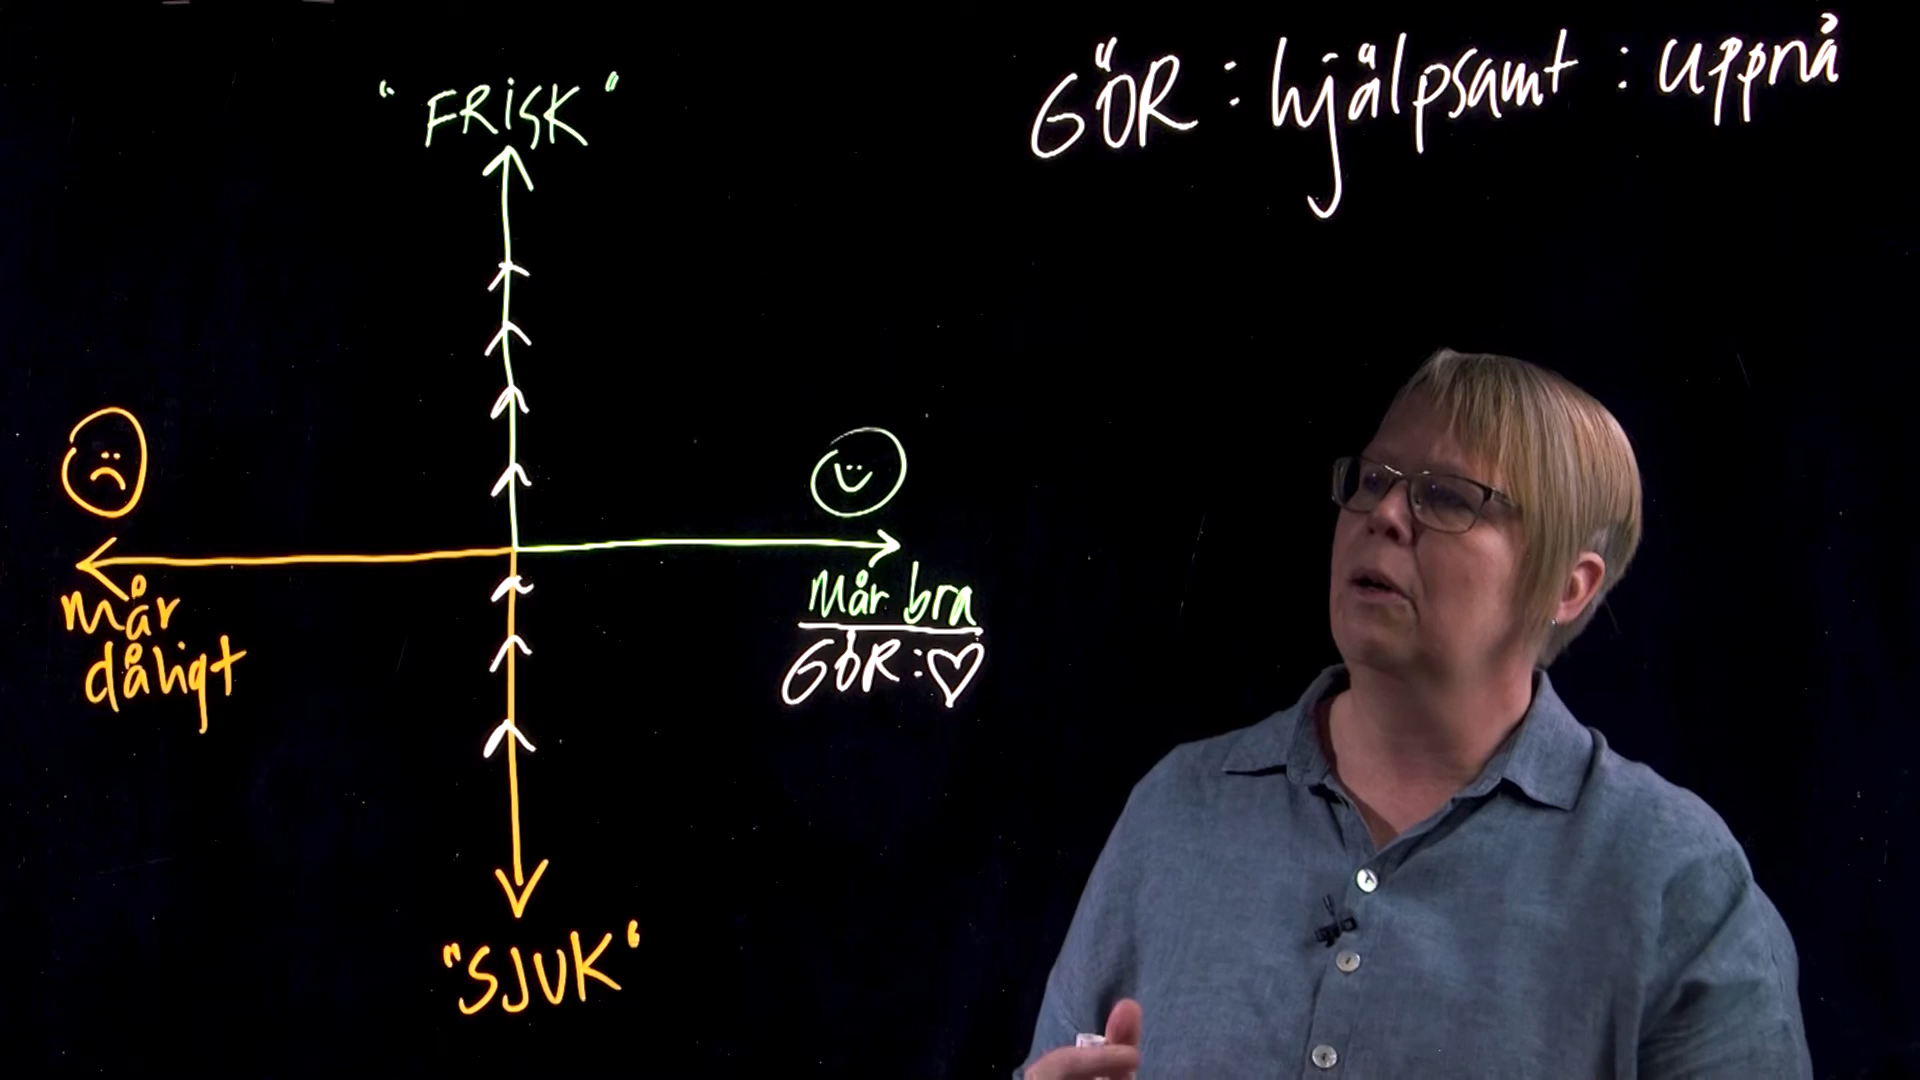 GÖR : hjälpsamt : uppnå
"FRISK"
mår bra
GÖR :
mår
dåligt
"SJUK"